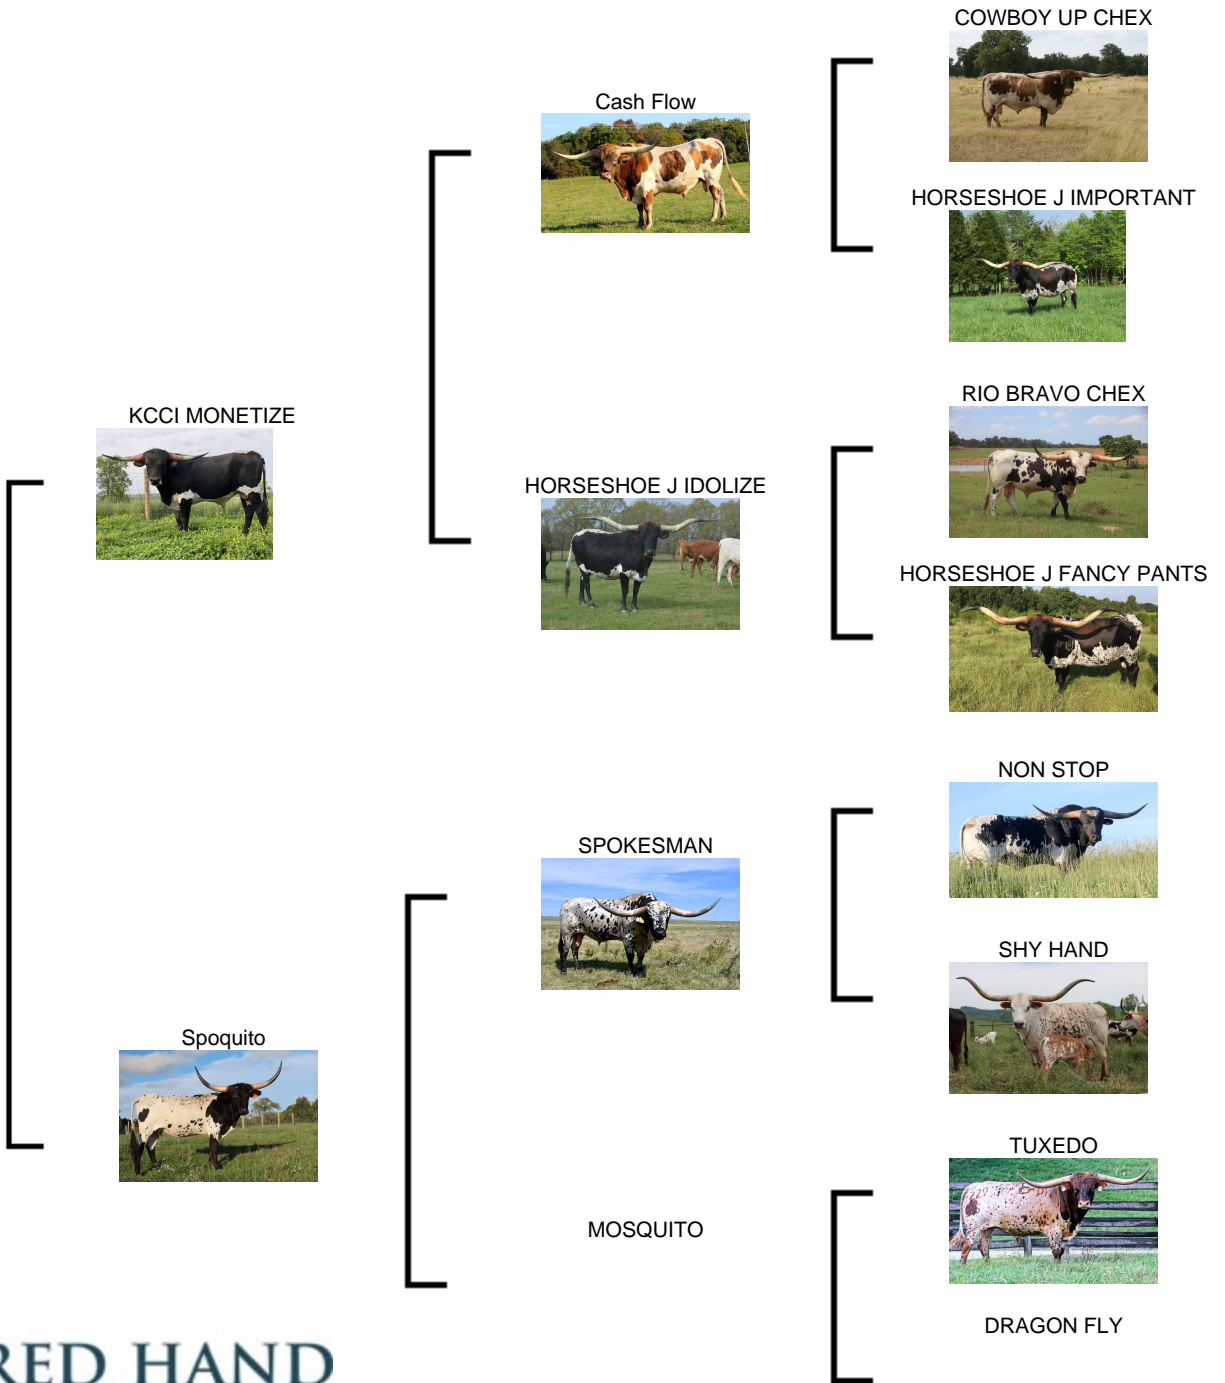 COWBOY UP CHEX
Cash Flow
HORSESHOE J IMPORTANT
KCCI MONETIZE
RIO BRAVO CHEX
HORSESHOE J IDOLIZE
HORSESHOE J FANCY PANTS
NON STOP
SPOKESMAN
SHY HAND
Spoquito
TUXEDO
MOSQUITO
DRAGON FLY
RED HAND